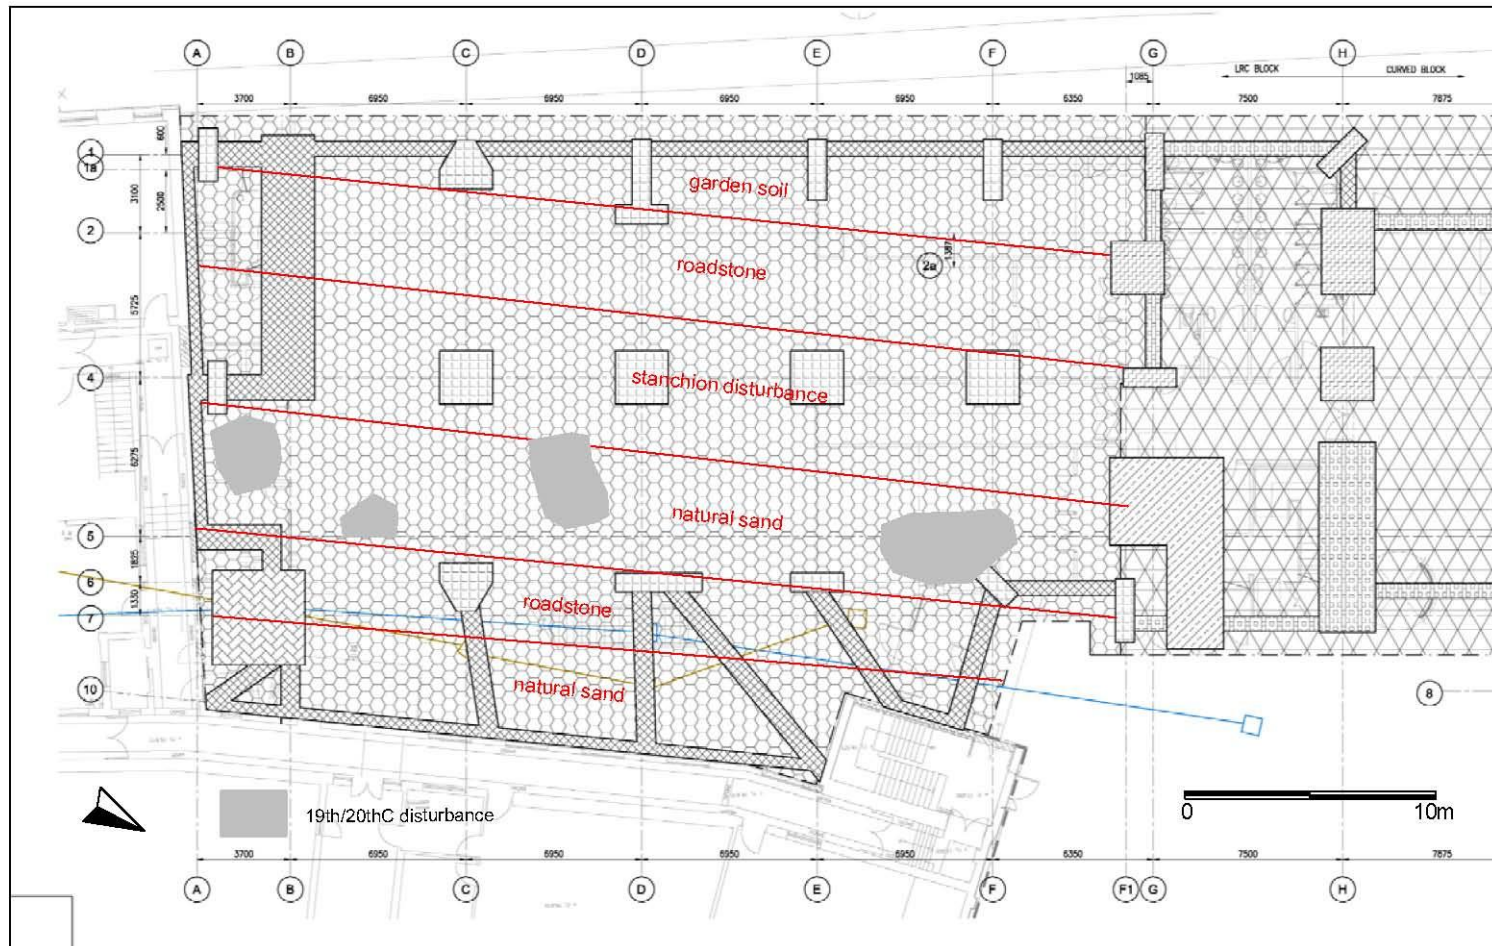 A B C D E F G H
1085
LRC BLOCK CURVED BLOCK
3700 6950 6950 6950 6950 6350 7500 7875
600
1
1a
garden soil
3100
2500
2
1387
2a
roadstone
5725
4
stanchion disturbance
6275
natural sand
5
1825
6
roadstone
1330
7
natural sand
10
8
19th/20thC disturbance
0 10m
3700 6950 6950 6950 6950 6350 7500 7875
A B C D E F F1 G H